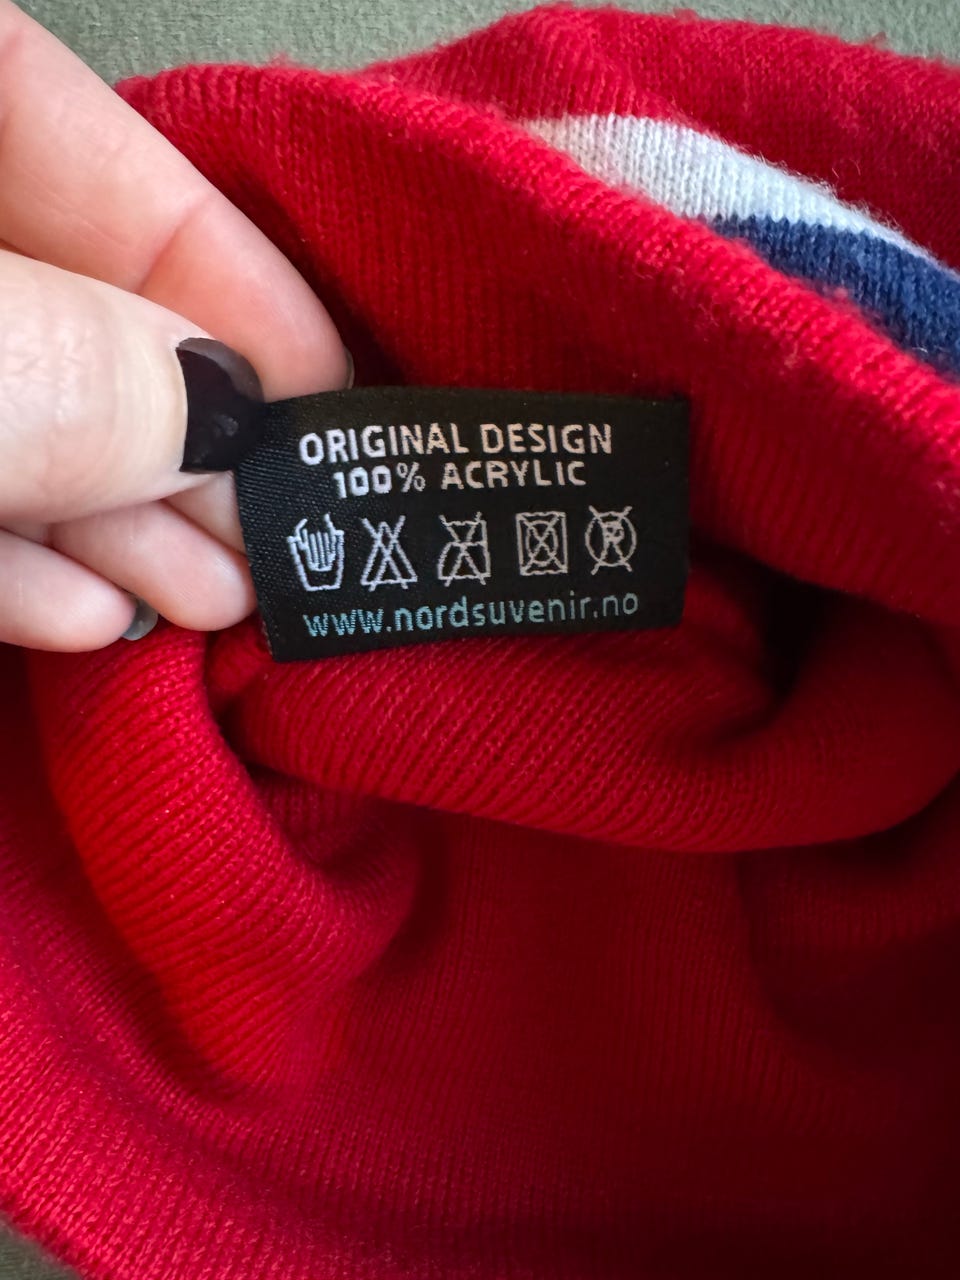 ORIGINAL DESIGN
100% ACRYLIC
www.nordsuvenir.no